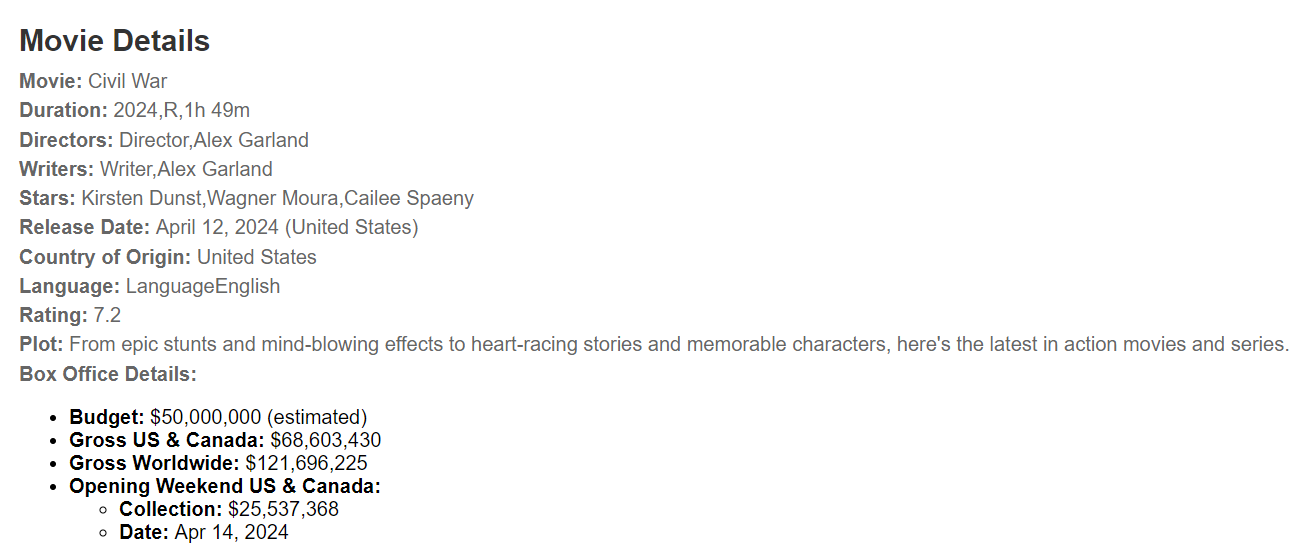 Movie Details
Movie: Civil War
Duration: 2024,R,1h 49m
Directors: Director,Alex Garland
Writers: Writer,Alex Garland
Stars: Kirsten Dunst,Wagner Moura,Cailee Spaeny
Release Date: April 12, 2024 (United States)
Country of Origin: United States
Language: LanguageEnglish
Rating: 7.2
Plot: From epic stunts and mind-blowing effects to heart-racing stories and memorable characters, here's the latest in action movies and series.
Box Office Details:
• Budget: $50,000,000 (estimated)
• Gross US & Canada: $68,603,430
• Gross Worldwide: $121,696,225
• Opening Weekend US & Canada:
◦ Collection: $25,537,368
◦ Date: Apr 14, 2024